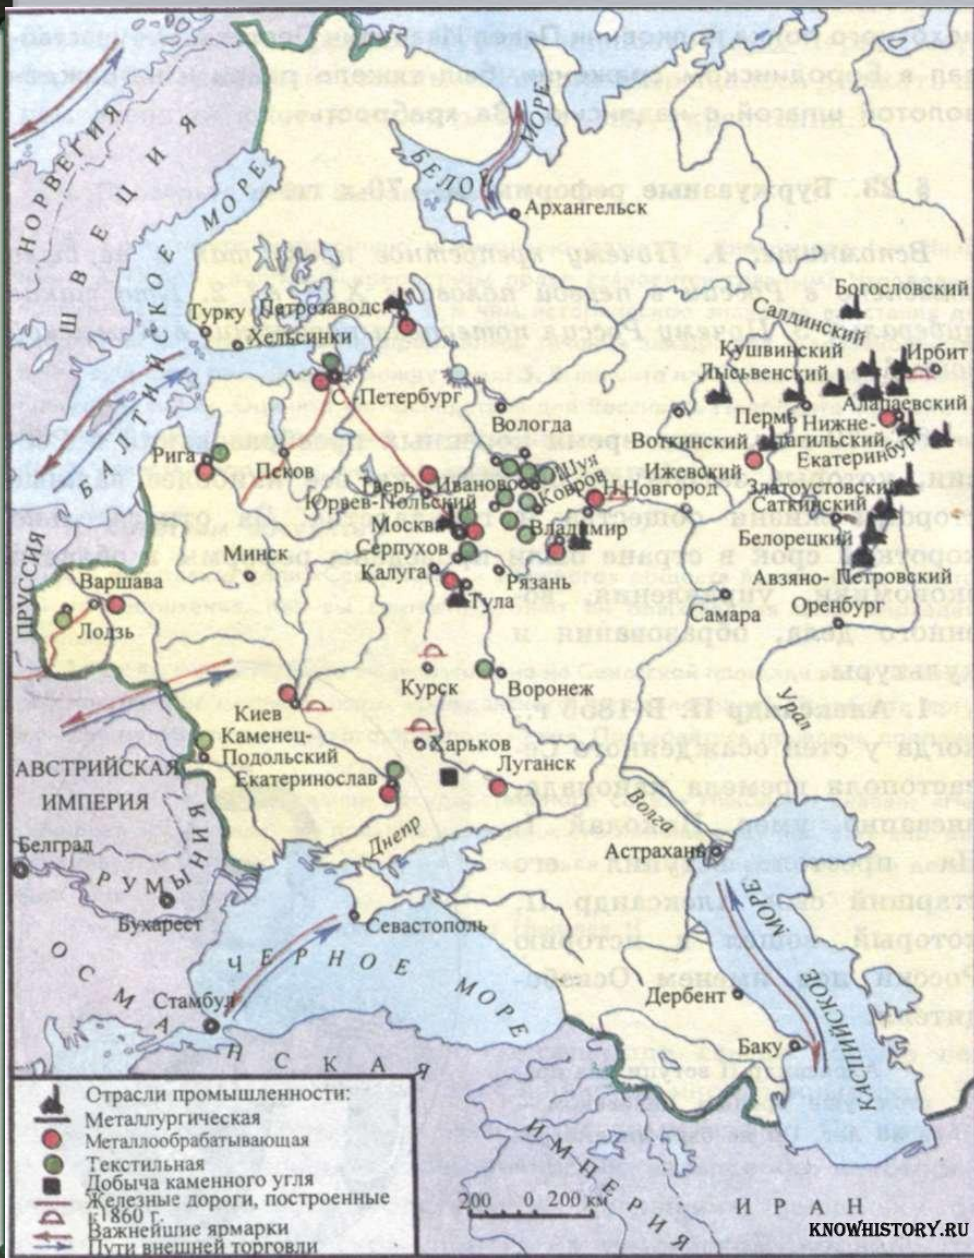 НОРВЕГИЯ
ШВЕЦИЯ
БАЛТИЙСКОЕ МОРЕ
БЕЛОЕ МОРЕ
Архангельск
Богословский
Салдинский
Кушвинский
Ирбит
Лысьвенский
Турку
Петрозаводск
Хельсинки
С.-Петербург
Пермь
Алапаевский
Нижне-
Тагильский
Воткинский
Екатеринбург
Вологда
Рига
Псков
Тверь
Иваново
Шуя
Ковров
Ижевский
Юрьев-Польский
Н.Новгород
Златоустовский
Саткинский
Москва
Владимир
Белорецкий
Минск
Серпухов
Калуга
Рязань
Авзяно- Петровский
ПРУССИЯ
Варшава
Тула
Самара
Оренбург
Лодзь
Курск
Воронеж
Урал
Киев
Каменец-
Подольский
Харьков
Луганск
АВСТРИЙСКАЯ
ИМПЕРИЯ
Екатеринослав
Днепр
Волга
Белград
РУМЫНИЯ
Астрахань
Бухарест
Севастополь
ЧЕРНОЕ МОРЕ
КАСПИЙСКОЕ МОРЕ
Стамбул
Дербент
Баку
ОСМАНСКАЯ
ИМПЕРИЯ
ИРАН
Отрасли промышленности:
Металлургическая
Металлообрабатывающая
Текстильная
Добыча каменного угля
Железные дороги, построенные
к 1860 г.
Важнейшие ярмарки
Пути внешней торговли
200 0 200 км
KNOWHISTORY.RU